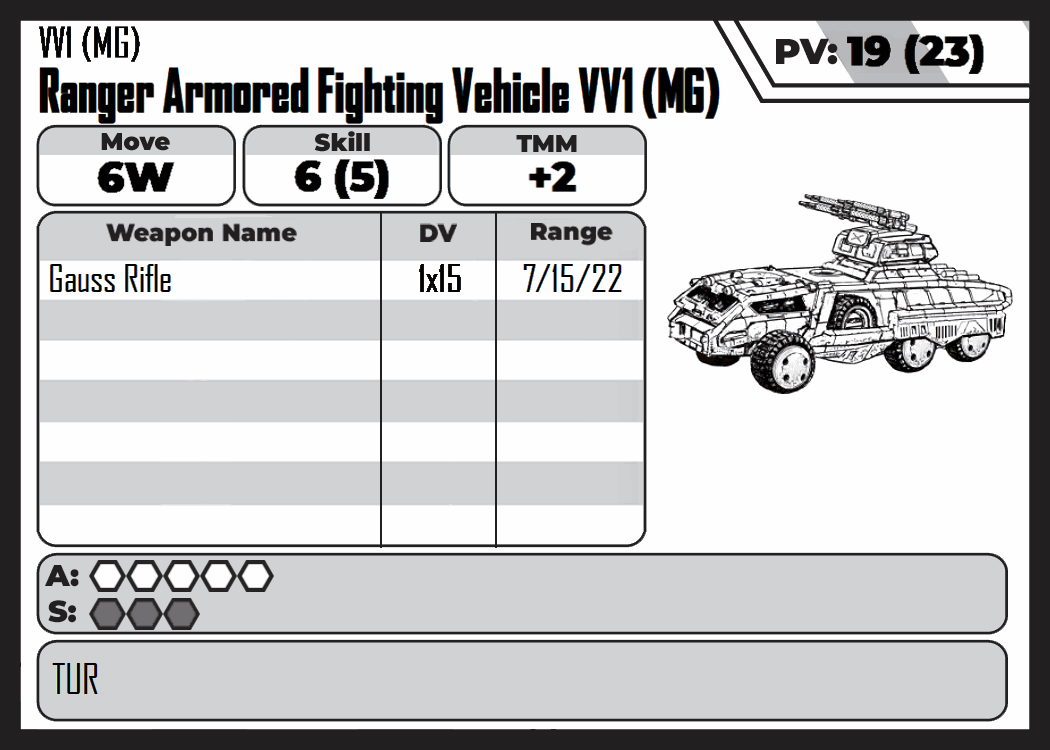 VV1 (MG)
PV: 19 (23)
Ranger Armored Fighting Vehicle VV1 (MG)
Move Skill TMM
6W 6 (5) +2
Weapon Name DV Range
Gauss Rifle 1x15 7/15/22
A:
S:
TUR